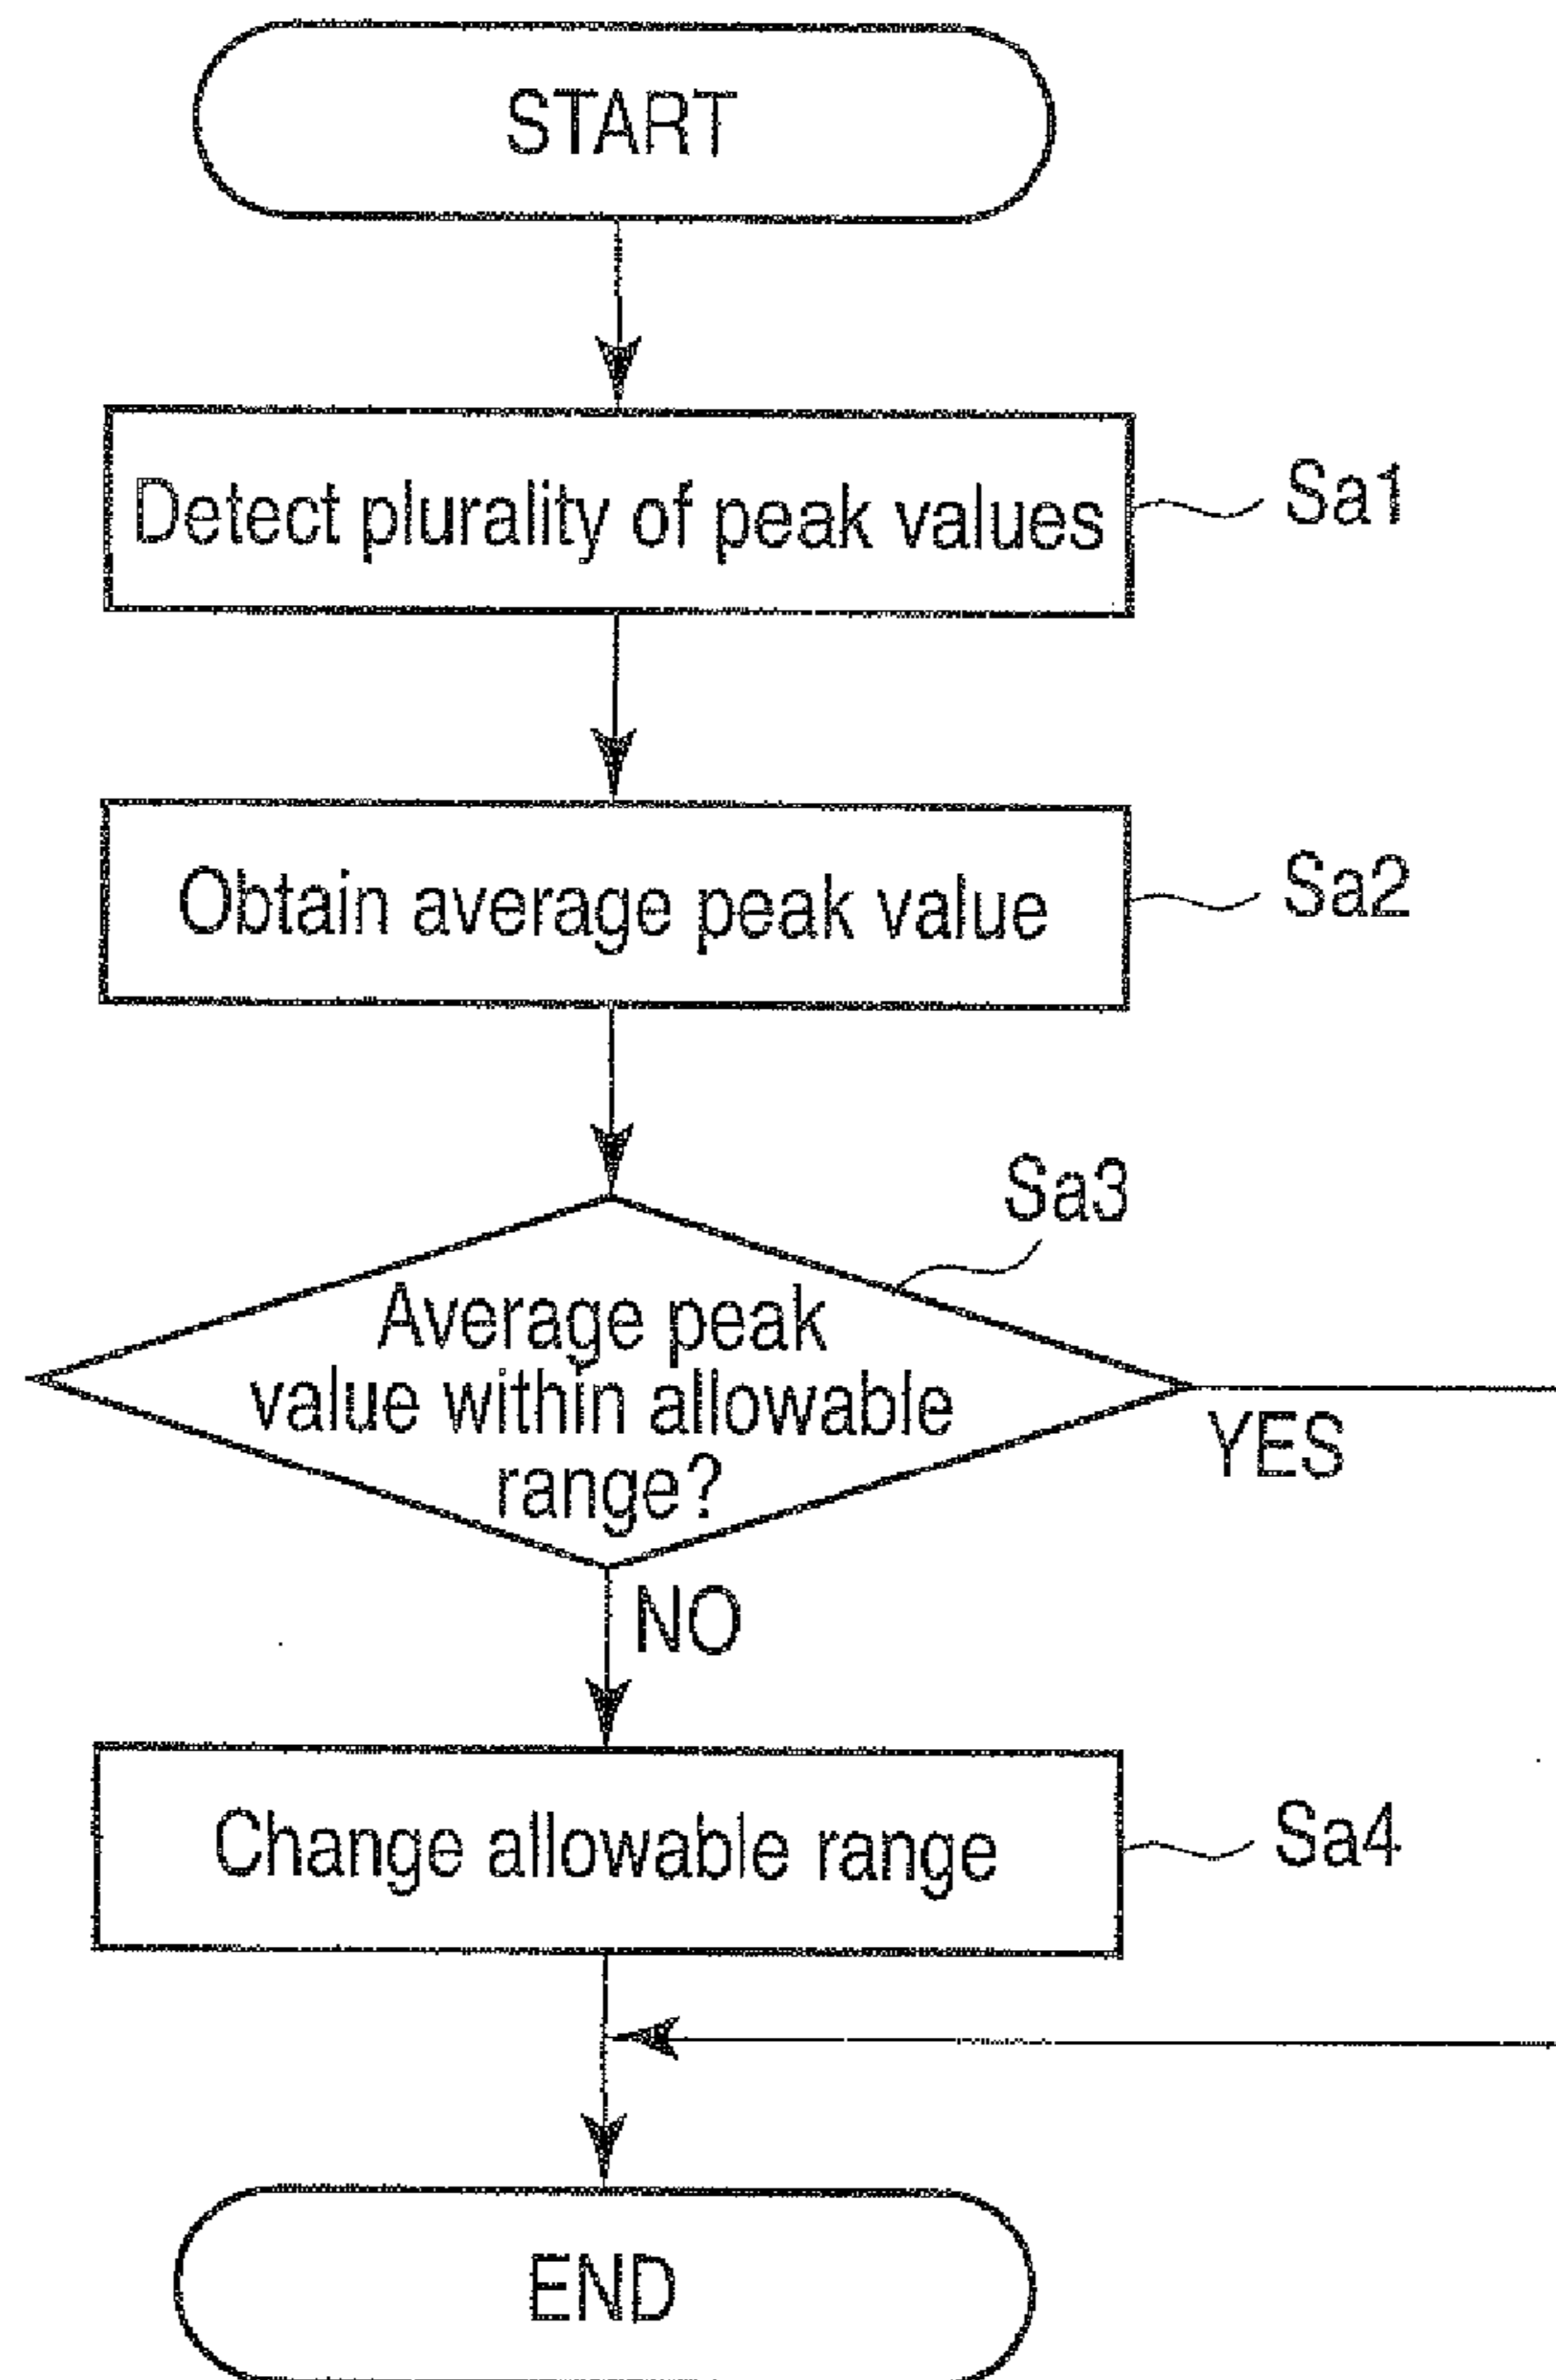 START
Detect plurality of peak values
Sa1
Obtain average peak value
Sa2
Sa3
Average peak
value within allowable
range?
YES
NO
Change allowable range
Sa4
END